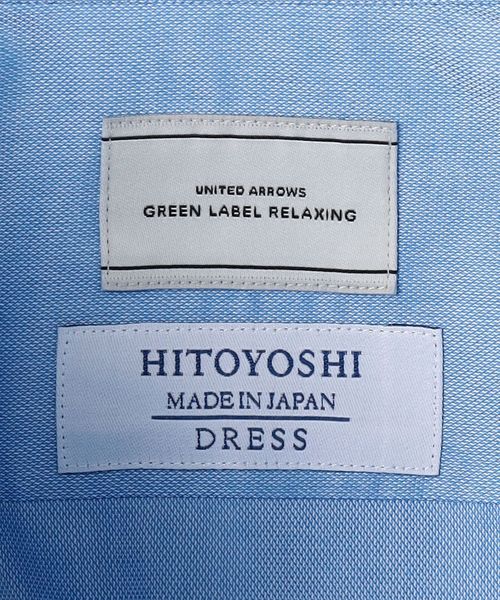 UNITED ARROWS
GREEN LABEL RELAXING
HITOYOSHI
MADE IN JAPAN
DRESS